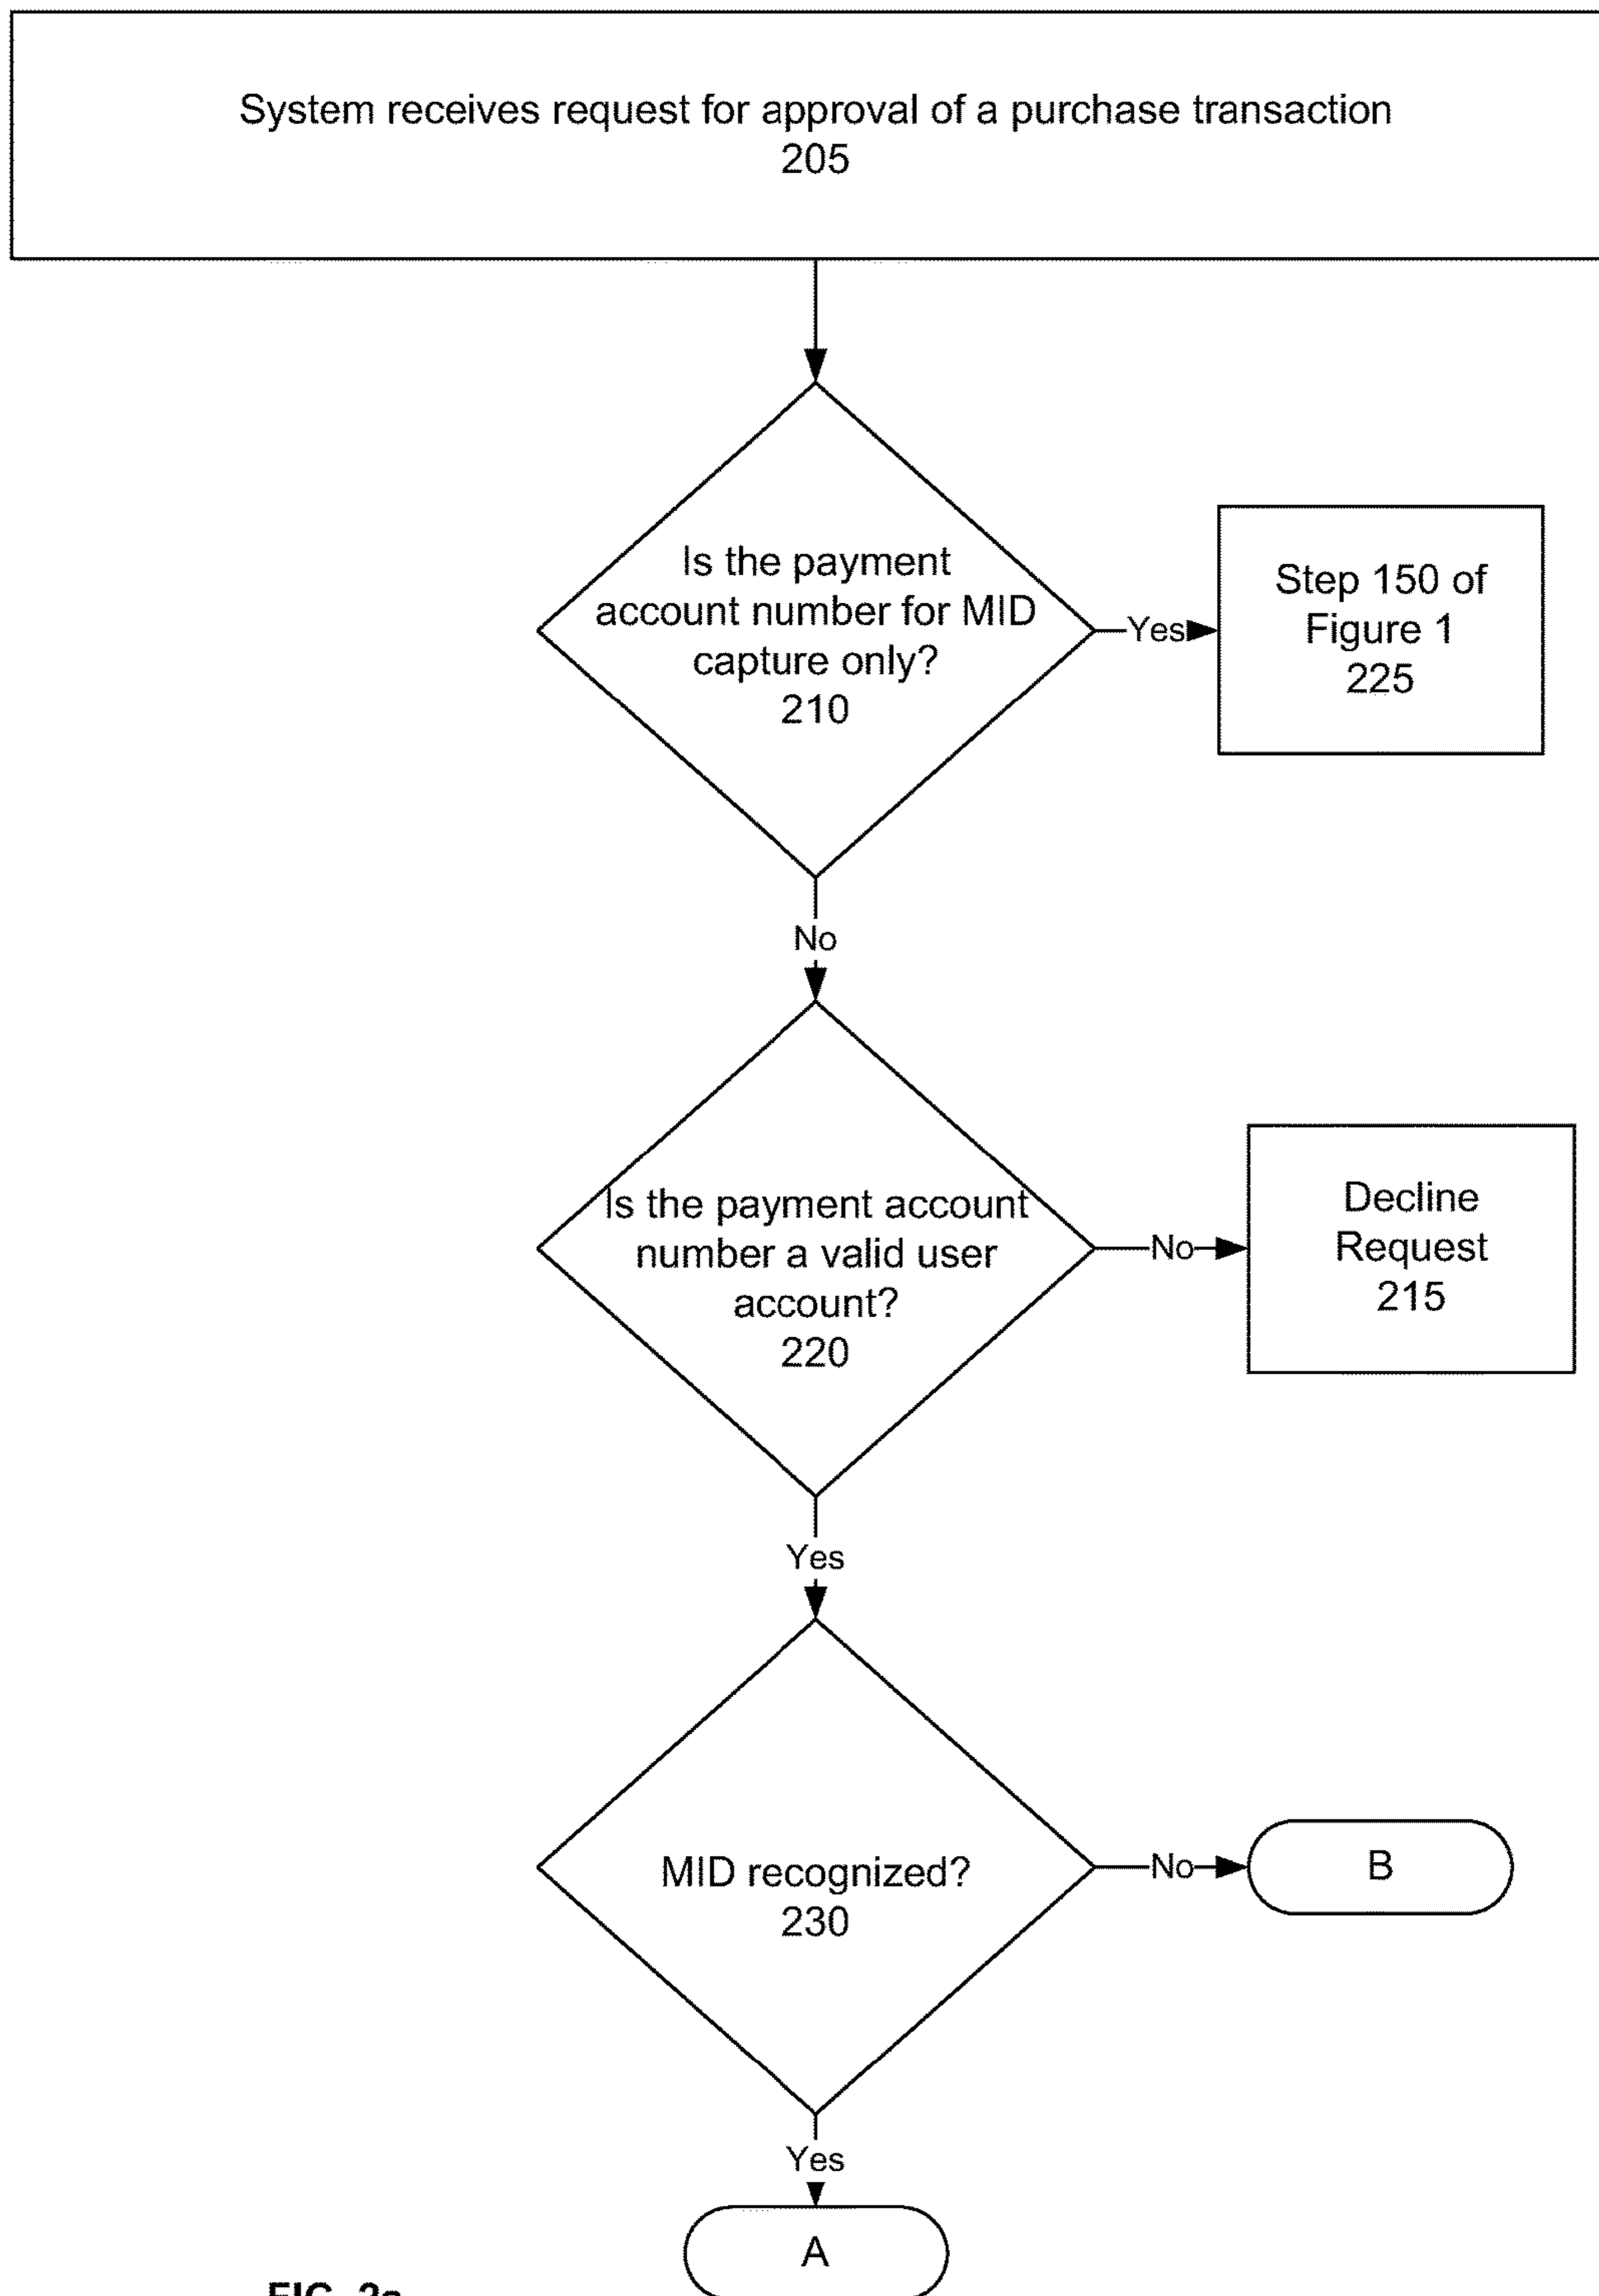 System receives request for approval of a purchase transaction
205
Is the payment
account number for MID
capture only?
210
Yes
Step 150 of
Figure 1
225
No
Is the payment account
number a valid user
account?
220
No
Decline
Request
215
Yes
MID recognized?
230
No
B
Yes
A
FIG. 2a